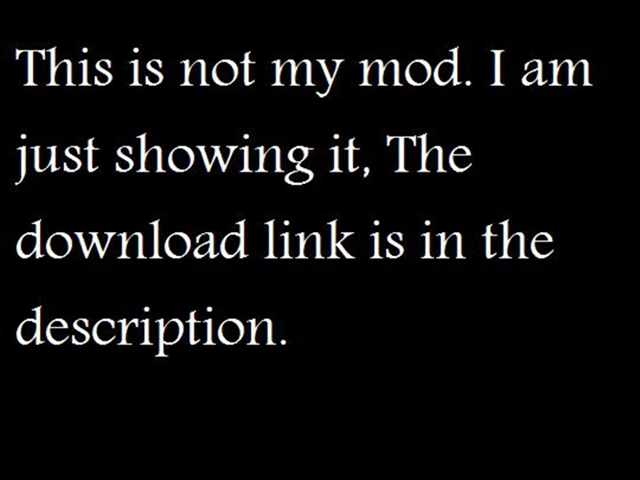 This is not my mod. I am
just showing it, The
download link is in the
description.